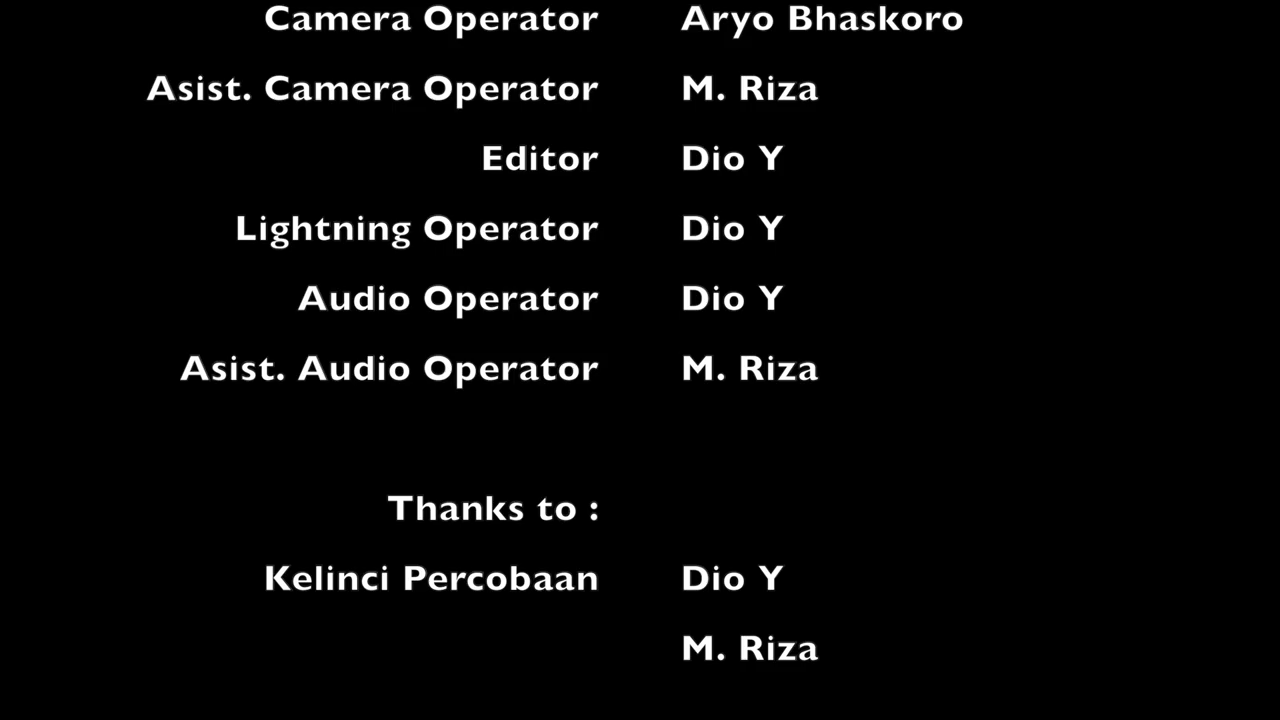 Camera Operator Aryo Bhaskoro
Asist. Camera Operator M. Riza
Editor Dio Y
Lightning Operator Dio Y
Audio Operator Dio Y
Asist. Audio Operator M. Riza
Thanks to :
Kelinci Percobaan Dio Y
M. Riza